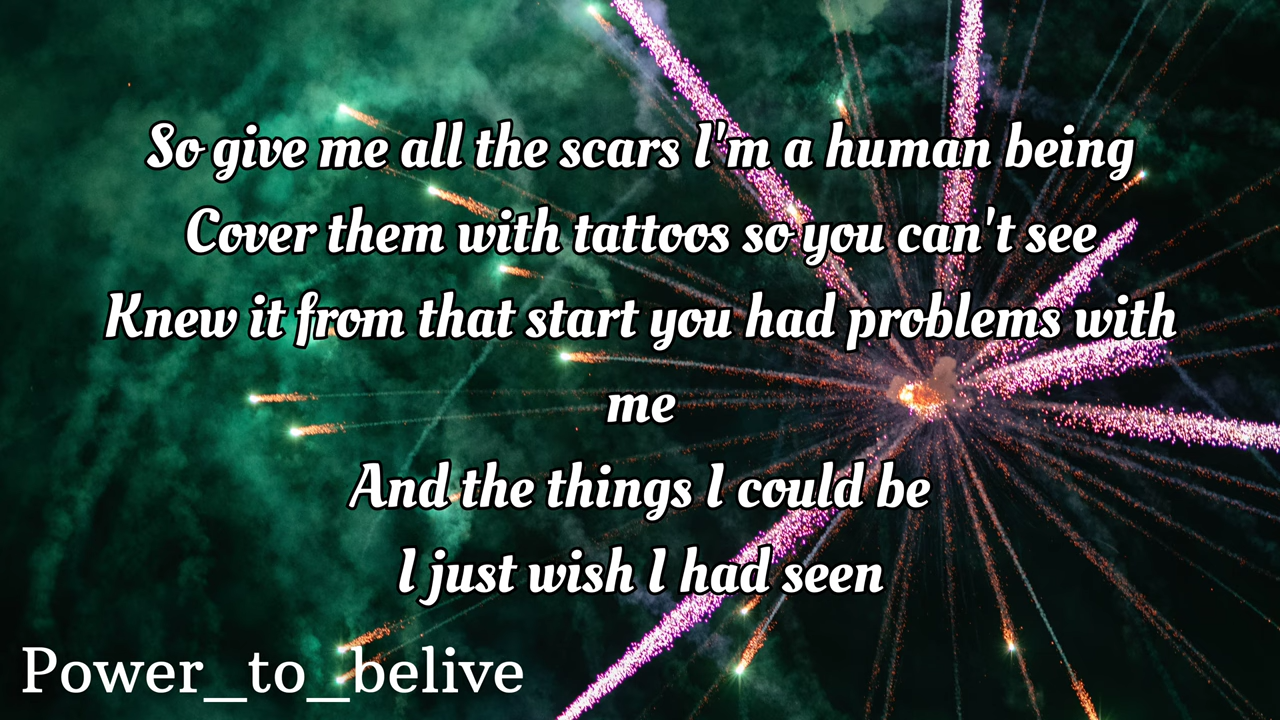 So give me all the scars I'm a human being
Cover them with tattoos so you can't see
Knew it from that start you had problems with
me
And the things I could be
I just wish I had seen
Power_to_belive